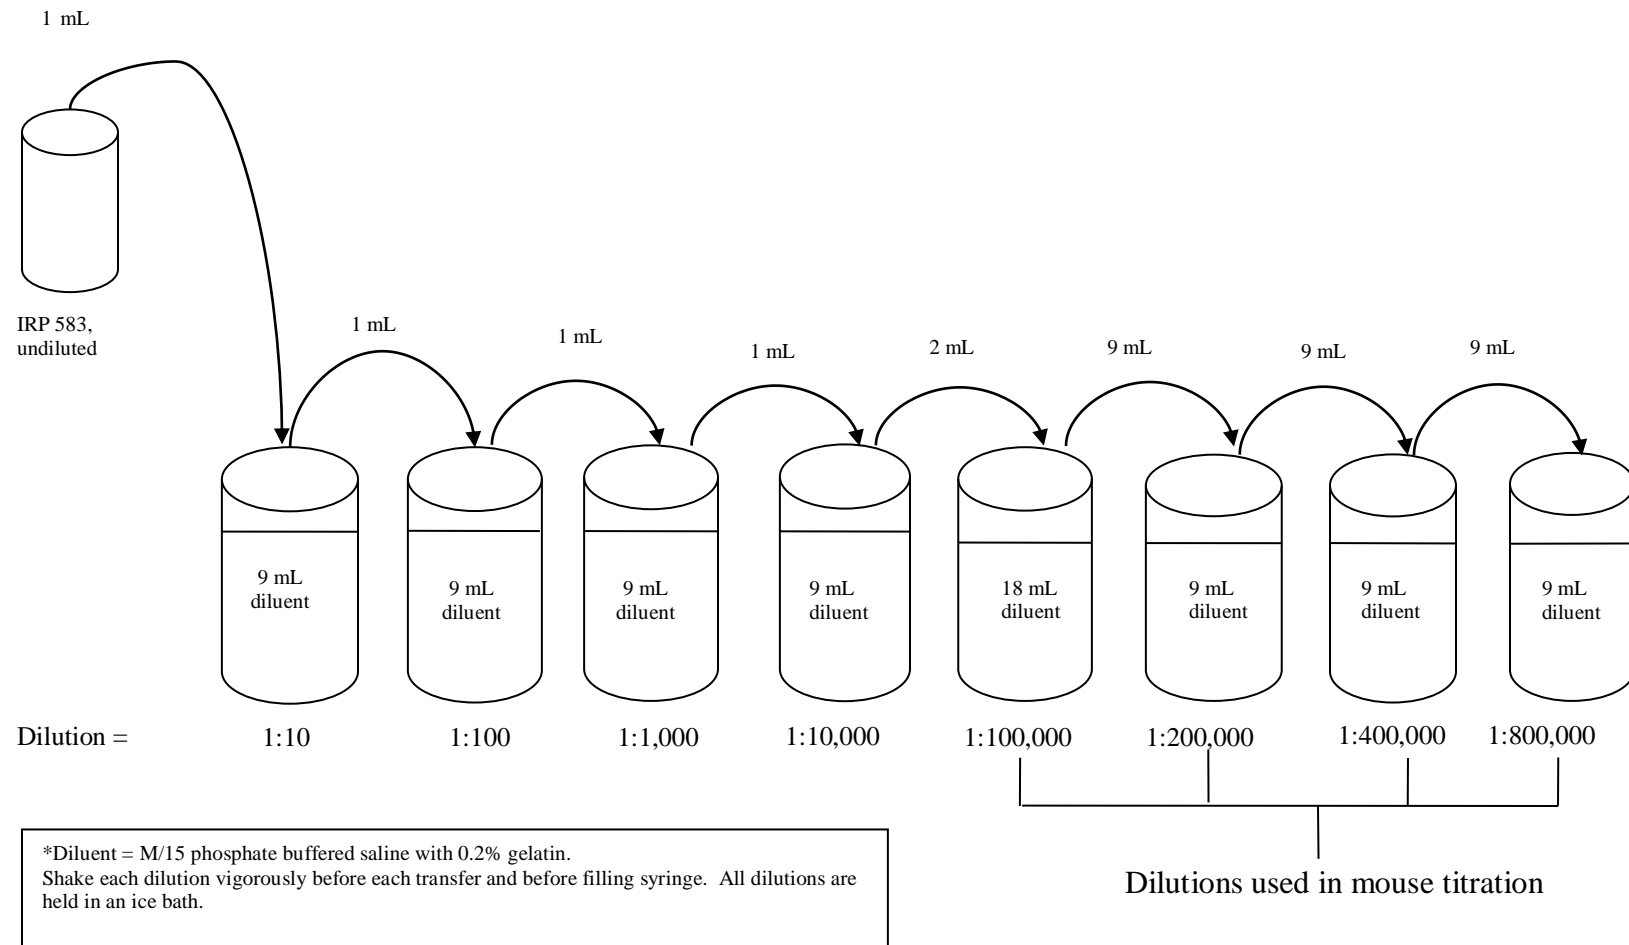 1 mL
IRP 583,
undiluted
1 mL
1 mL
1 mL
2 mL
9 mL
9 mL
9 mL
9 mL
diluent
9 mL
diluent
9 mL
diluent
9 mL
diluent
18 mL
diluent
9 mL
diluent
9 mL
diluent
9 mL
diluent
Dilution = 1:10 1:100 1:1,000 1:10,000 1:100,000 1:200,000 1:400,000 1:800,000
*Diluent = M/15 phosphate buffered saline with 0.2% gelatin.
Shake each dilution vigorously before each transfer and before filling syringe. All dilutions are
held in an ice bath.
Dilutions used in mouse titration